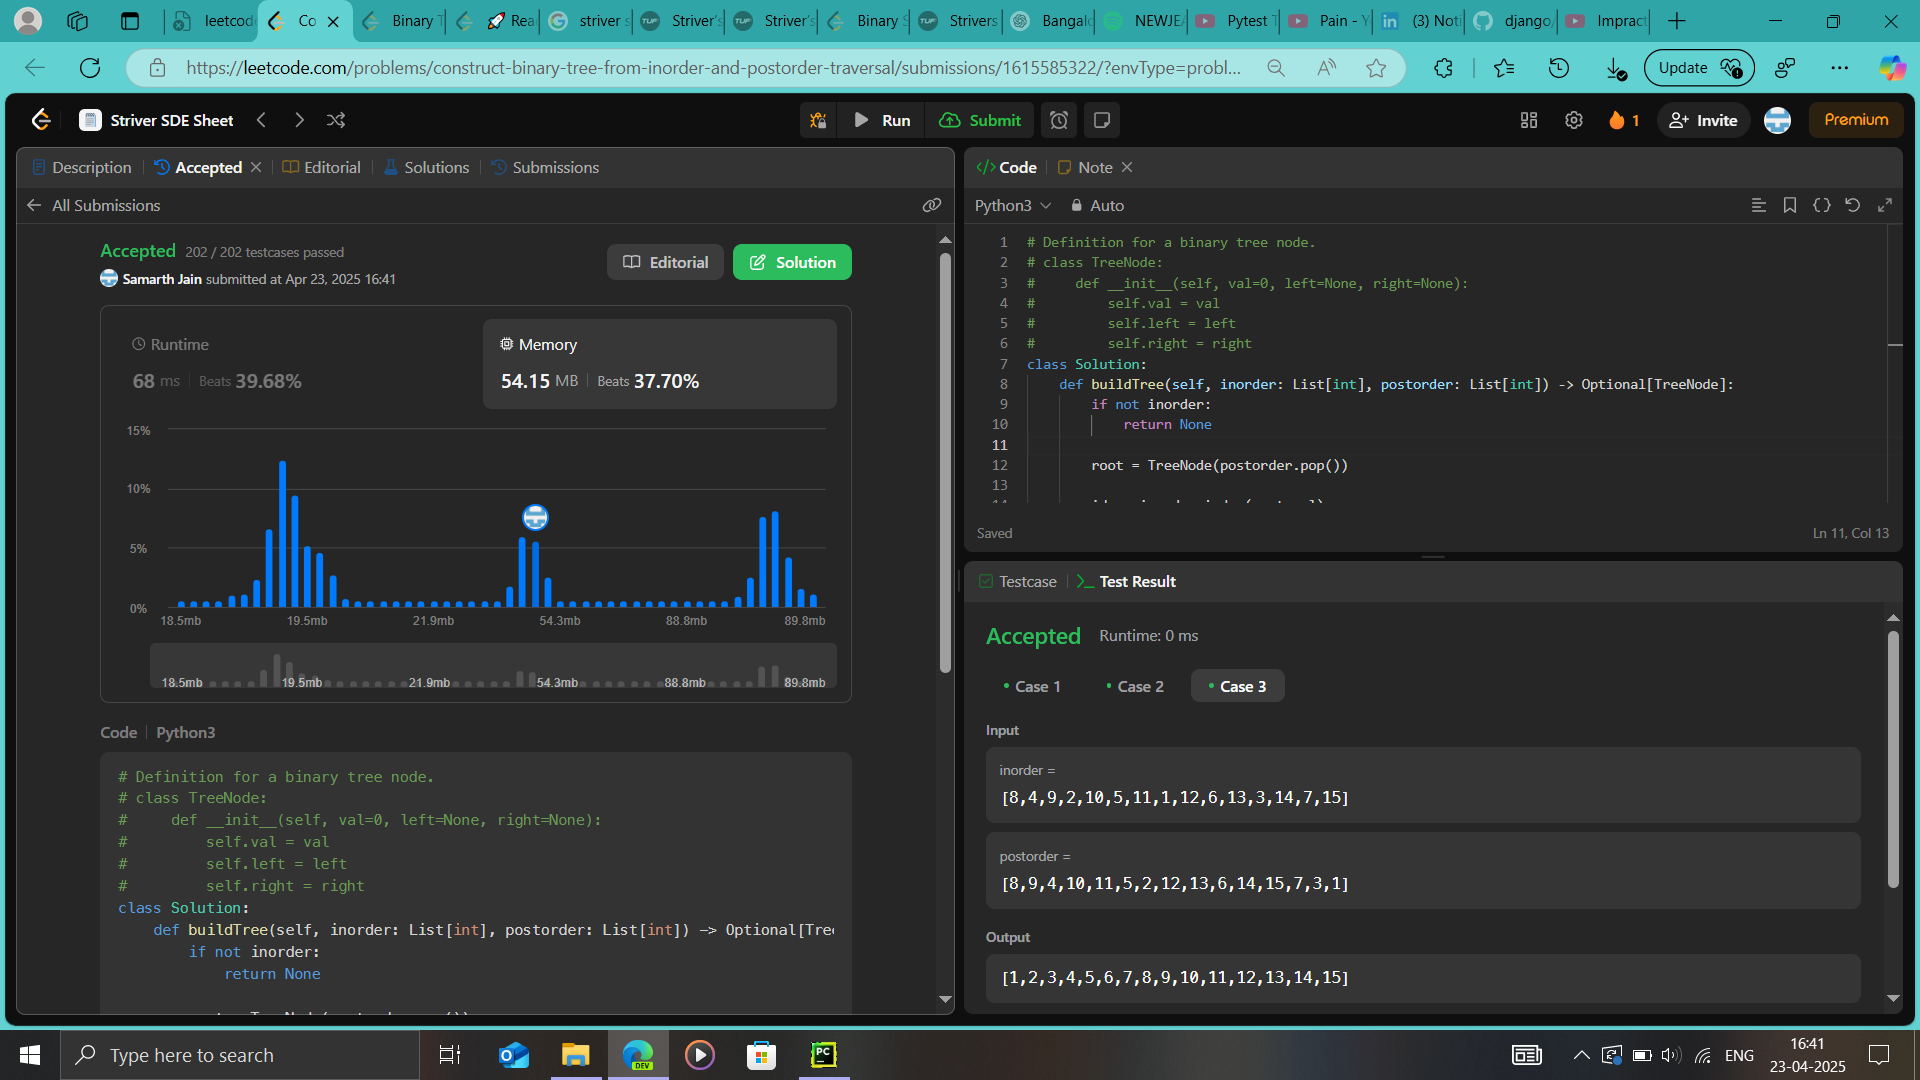 leetcod
Co
Binary T
Rea
striver s
Striver's
Striver's
Binary S
Strivers
Bangalo
NEWJEA
Pytest T
Pain - Y
(3) Noti
django/
Impract
https://leetcode.com/problems/construct-binary-tree-from-inorder-and-postorder-traversal/submissions/1615585322/?envType=probl...
Update
Striver SDE Sheet
Run
Submit
1
Invite
Premium
Description
Accepted
Editorial
Solutions
Submissions
All Submissions
Accepted 202 / 202 testcases passed
Samarth Jain submitted at Apr 23, 2025 16:41
Editorial
Solution
Runtime
68 ms Beats 39.68%
Memory
54.15 MB Beats 37.70%
15%
10%
5%
0%
18.5mb 19.5mb 21.9mb 54.3mb 88.8mb 89.8mb
18.5mb 19.5mb 21.9mb 54.3mb 88.8mb 89.8mb
Code Python3
# Definition for a binary tree node.
# class TreeNode:
#     def __init__(self, val=0, left=None, right=None):
#         self.val = val
#         self.left = left
#         self.right = right
class Solution:
    def buildTree(self, inorder: List[int], postorder: List[int]) -> Optional[Tree
        if not inorder:
            return None
Code
Note
Python3
Auto
1 # Definition for a binary tree node.
2 # class TreeNode:
3 #     def __init__(self, val=0, left=None, right=None):
4 #         self.val = val
5 #         self.left = left
6 #         self.right = right
7 class Solution:
8     def buildTree(self, inorder: List[int], postorder: List[int]) -> Optional[TreeNode]:
9         if not inorder:
10             return None
11
12         root = TreeNode(postorder.pop())
13
Saved
Ln 11, Col 13
Testcase
Test Result
Accepted Runtime: 0 ms
Case 1
Case 2
Case 3
Input
inorder =
[8,4,9,2,10,5,11,1,12,6,13,3,14,7,15]
postorder =
[8,9,4,10,11,5,2,12,13,6,14,15,7,3,1]
Output
[1,2,3,4,5,6,7,8,9,10,11,12,13,14,15]
Type here to search
DEV
PC
ENG
16:41
23-04-2025